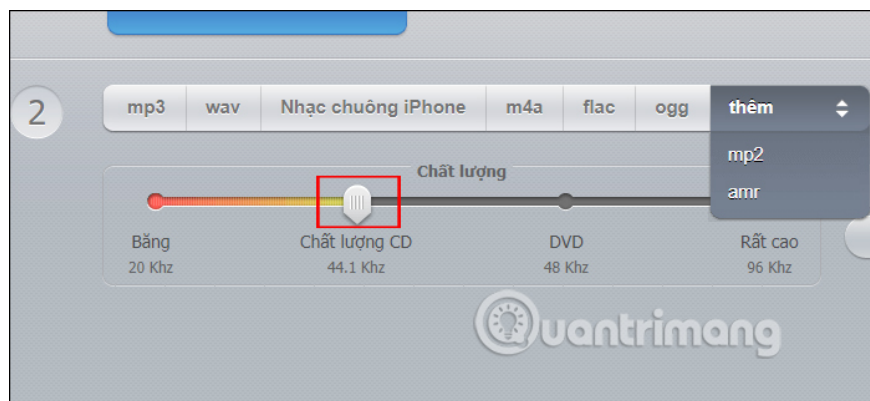 2
mp3 wav Nhạc chuông iPhone m4a flac ogg thêm
mp2
amr
Chất lượng
Băng Chất lượng CD DVD Rất cao
20 Khz 44.1 Khz 48 Khz 96 Khz
Quantrimang